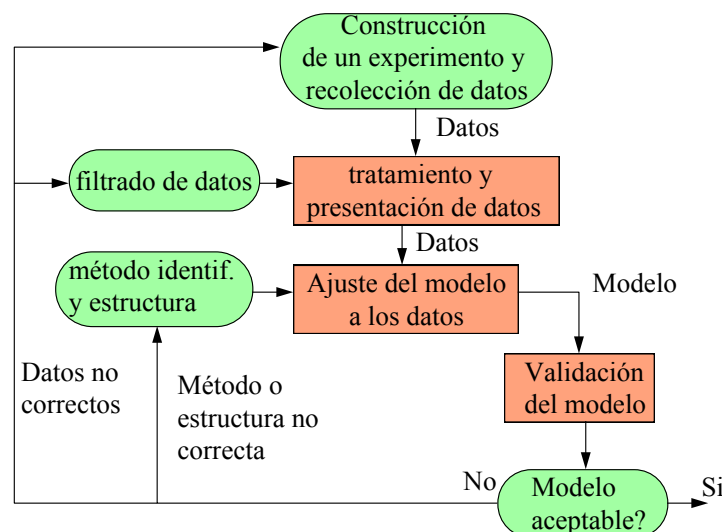 Construcción
de un experimento y
recolección de datos
Datos
filtrado de datos
tratamiento y
presentación de datos
Datos
método identif.
y estructura
Ajuste del modelo
a los datos
Modelo
Datos no
correctos
Método o
estructura no
correcta
Validación
del modelo
No
Modelo
aceptable?
Si